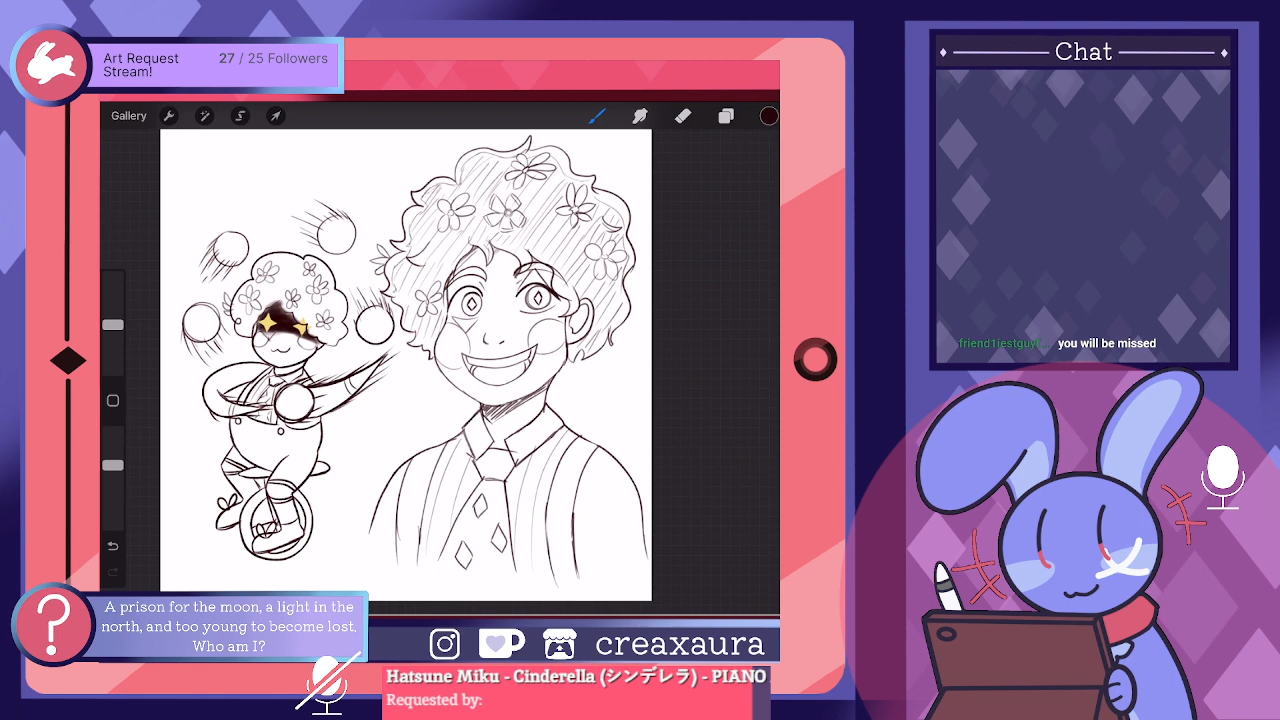 Art Request
Stream!
27 / 25 Followers
Gallery
Chat
friend1iestguy: you will be missed
A prison for the moon, a light in the
north, and too young to become lost.
Who am I?
creaxaura
Hatsune Miku - Cinderella (シンデレラ) - PIANO
Requested by: